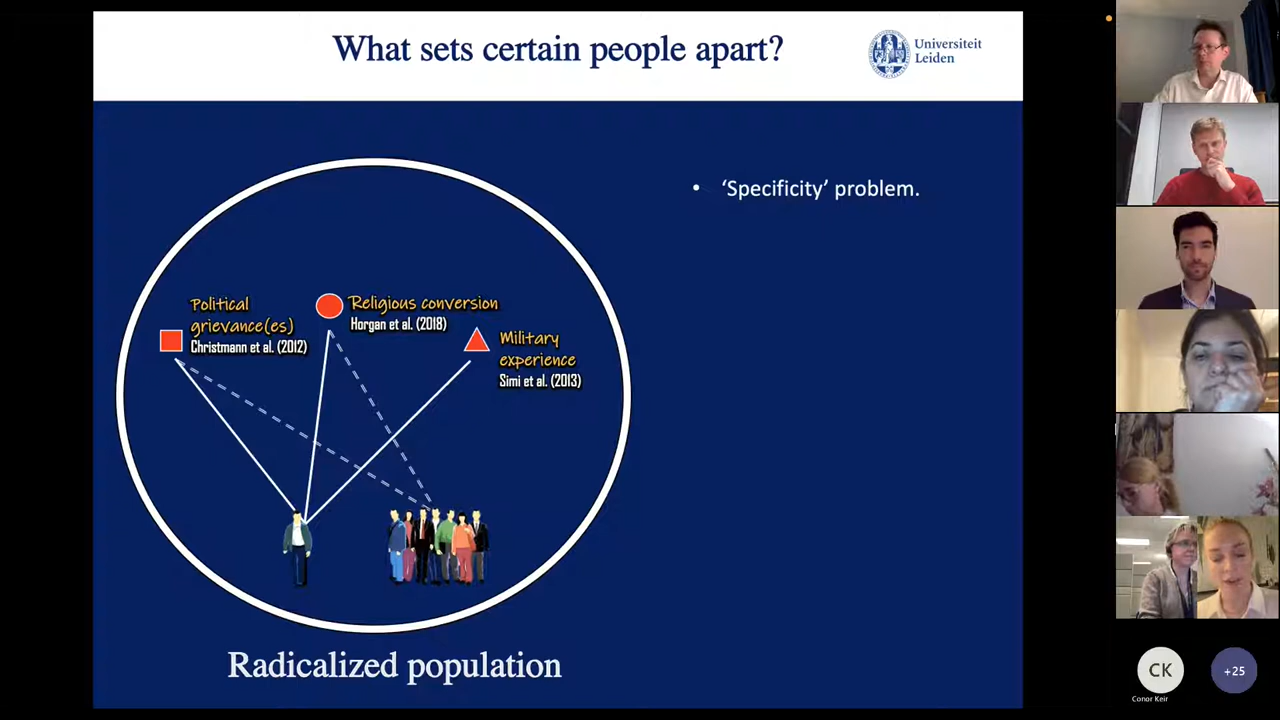 What sets certain people apart?
Universiteit
Leiden
• ‘Specificity’ problem.
Political
grievance(es)
Christmann et al. (2012)
Religious conversion
Horgan et al. (2018)
Military
experience
Simi et al. (2013)
Radicalized population
CK
Conor Keir
+25